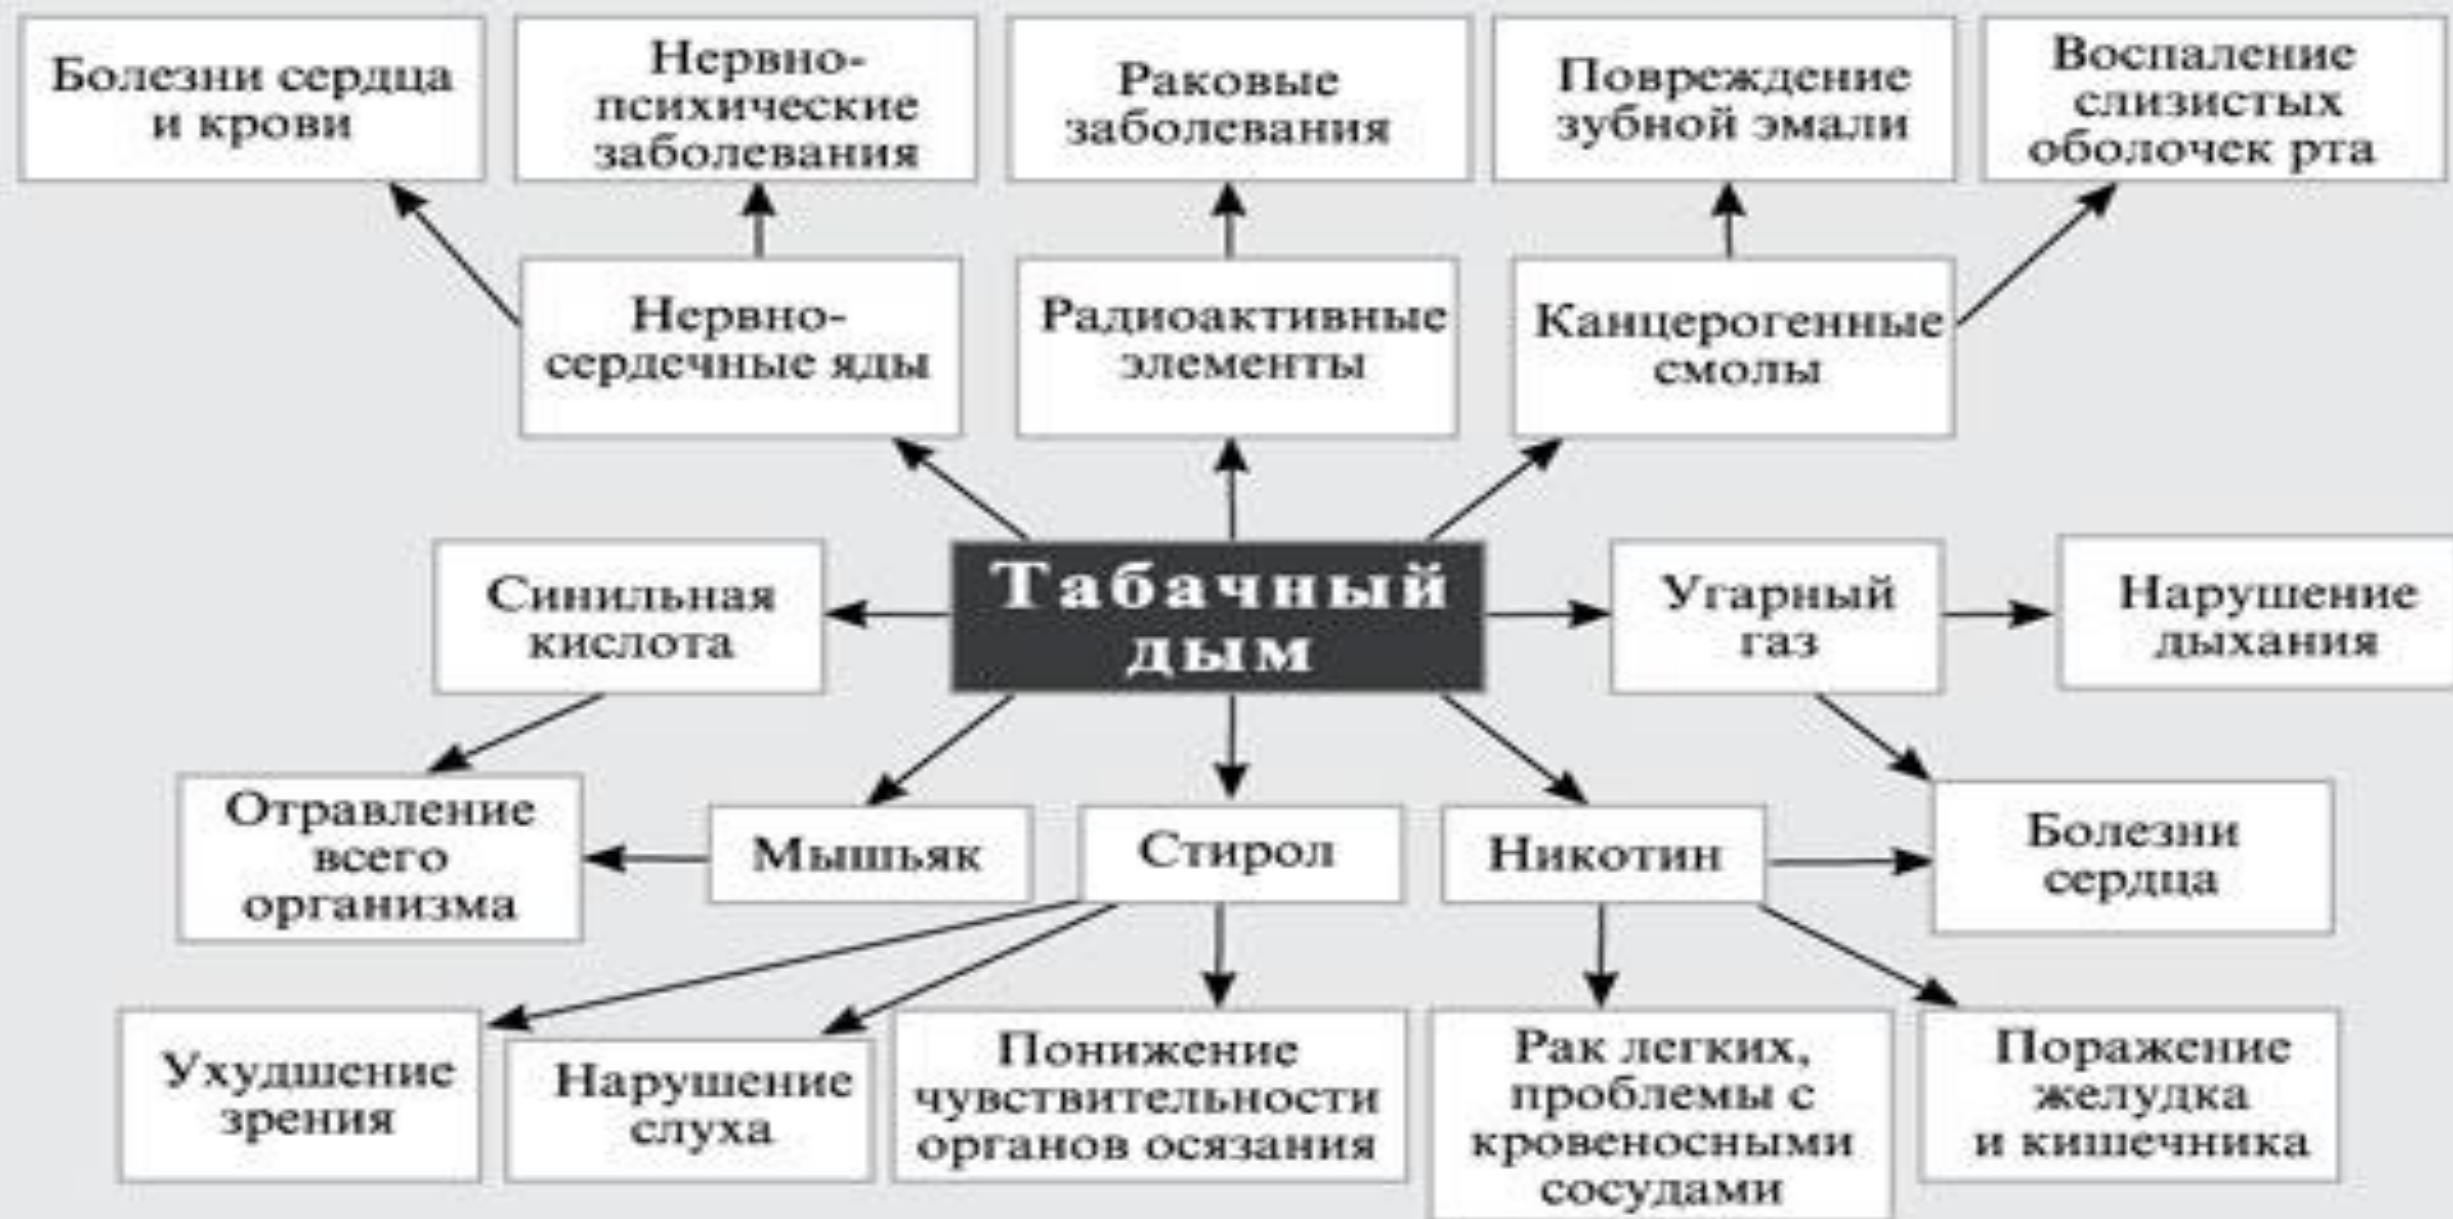 Болезни сердца
и крови
Нервно-
психические
заболевания
Раковые
заболевания
Повреждение
зубной эмали
Воспаление
слизистых
оболочек рта
Нервно-
сердечные яды
Радиоактивные
элементы
Канцерогенные
смолы
Синильная
кислота
Табачный
дым
Угарный
газ
Нарушение
дыхания
Отравление
всего
организма
Мышьяк
Стирол
Никотин
Болезни
сердца
Ухудшение
зрения
Нарушение
слуха
Понижение
чувствительности
органов осязания
Рак легких,
проблемы с
кровеносными
сосудами
Поражение
желудка
и кишечника